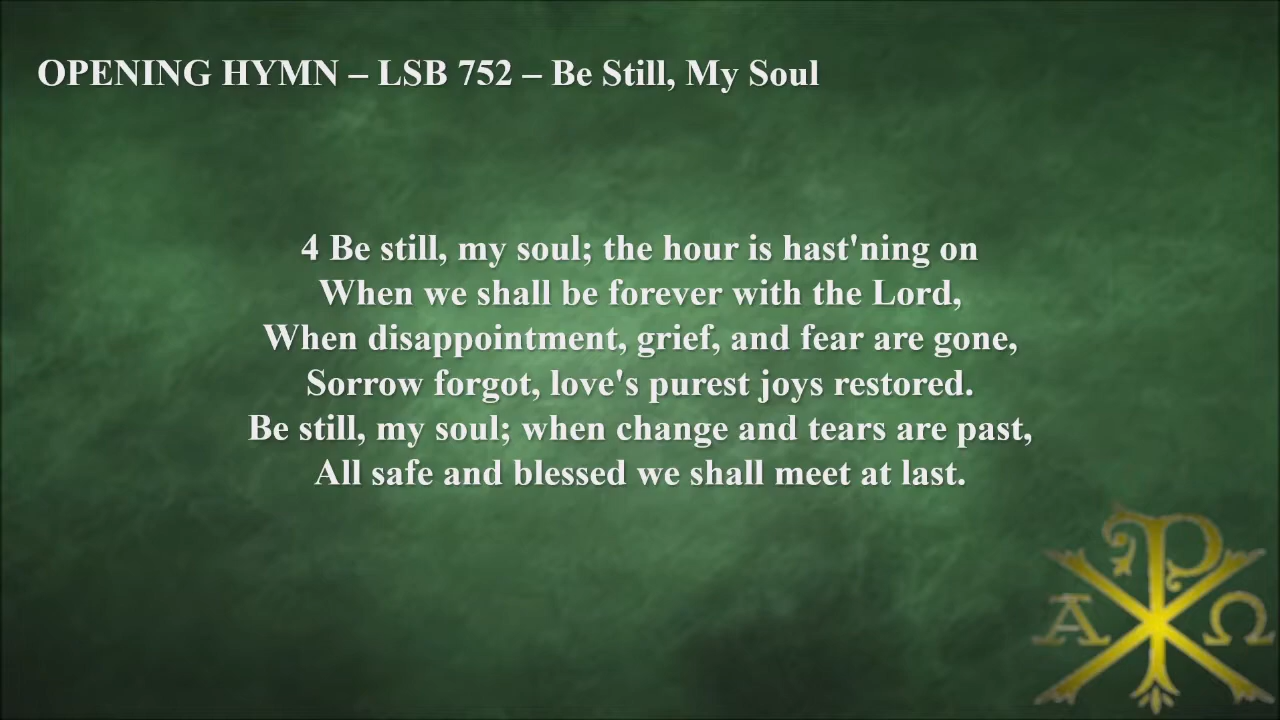 OPENING HYMN – LSB 752 – Be Still, My Soul
4 Be still, my soul; the hour is hast'ning on
When we shall be forever with the Lord,
When disappointment, grief, and fear are gone,
Sorrow forgot, love's purest joys restored.
Be still, my soul; when change and tears are past,
All safe and blessed we shall meet at last.
Α Ω